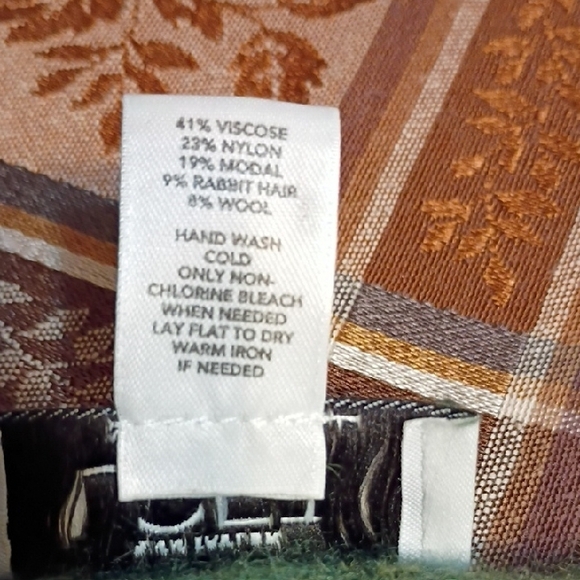 41% VISCOSE
23% NYLON
19% MODAL
9% RABBIT HAIR
8% WOOL
HAND WASH
COLD
ONLY NON-
CHLORINE BLEACH
WHEN NEEDED
LAY FLAT TO DRY
WARM IRON
IF NEEDED